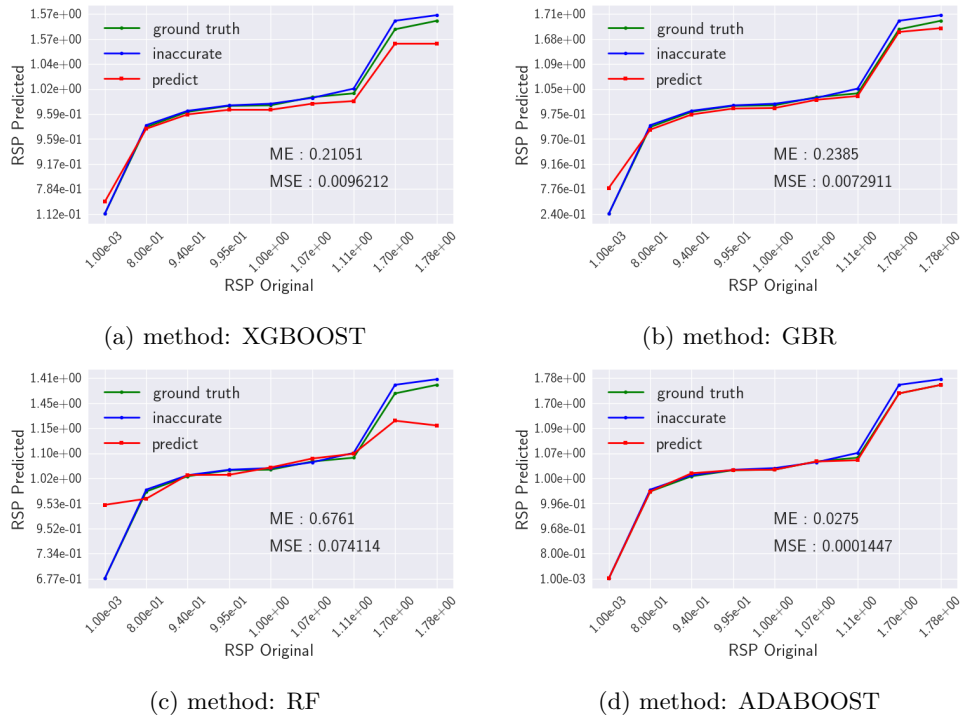 1.57e+00
1.57e+00
1.04e+00
1.02e+00
9.59e-01
9.59e-01
9.17e-01
7.84e-01
1.12e-01
RSP Predicted
ground truth
inaccurate
predict
ME : 0.21051
MSE : 0.0096212
1.00e-03
8.00e-01
9.40e-01
9.95e-01
1.00e+00
1.07e+00
1.11e+00
1.70e+00
1.78e+00
RSP Original
(a) method: XGBOOST
1.71e+00
1.68e+00
1.09e+00
1.05e+00
9.75e-01
9.70e-01
9.16e-01
7.76e-01
2.40e-01
RSP Predicted
ground truth
inaccurate
predict
ME : 0.2385
MSE : 0.0072911
1.00e-03
8.00e-01
9.40e-01
9.95e-01
1.00e+00
1.07e+00
1.11e+00
1.70e+00
1.78e+00
RSP Original
(b) method: GBR
1.41e+00
1.45e+00
1.15e+00
1.10e+00
1.02e+00
9.53e-01
9.52e-01
7.34e-01
6.77e-01
RSP Predicted
ground truth
inaccurate
predict
ME : 0.6761
MSE : 0.074114
1.00e-03
8.00e-01
9.40e-01
9.95e-01
1.00e+00
1.07e+00
1.11e+00
1.70e+00
1.78e+00
RSP Original
(c) method: RF
1.78e+00
1.70e+00
1.09e+00
1.07e+00
1.00e+00
9.96e-01
9.68e-01
8.00e-01
1.00e-03
RSP Predicted
ground truth
inaccurate
predict
ME : 0.0275
MSE : 0.0001447
1.00e-03
8.00e-01
9.40e-01
9.95e-01
1.00e+00
1.07e+00
1.11e+00
1.70e+00
1.78e+00
RSP Original
(d) method: ADABOOST